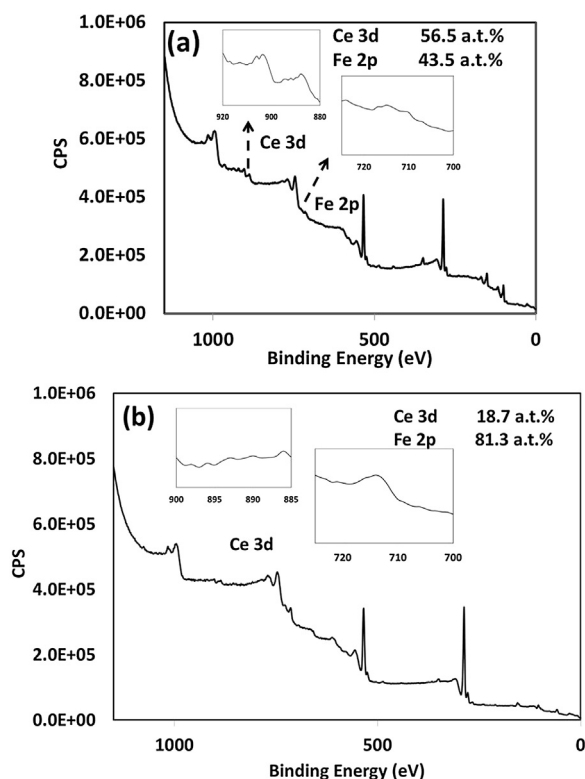 (a)
Ce 3d 56.5 a.t.%
Fe 2p 43.5 a.t.%
1.0E+06
8.0E+05
6.0E+05
4.0E+05
2.0E+05
0.0E+00
CPS
920 900 880
720 710 700
Ce 3d
Fe 2p
1000 500 0
Binding Energy (eV)
(b)
Ce 3d 18.7 a.t.%
Fe 2p 81.3 a.t.%
1.0E+06
8.0E+05
6.0E+05
4.0E+05
2.0E+05
0.0E+00
CPS
900 895 890 885
720 710 700
Ce 3d
1000 500 0
Binding Energy (eV)